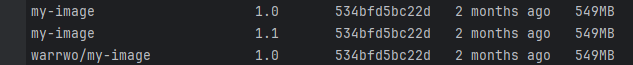 my-image 1.0 534bfd5bc22d 2 months ago 549MB
my-image 1.1 534bfd5bc22d 2 months ago 549MB
warrwo/my-image 1.0 534bfd5bc22d 2 months ago 549MB